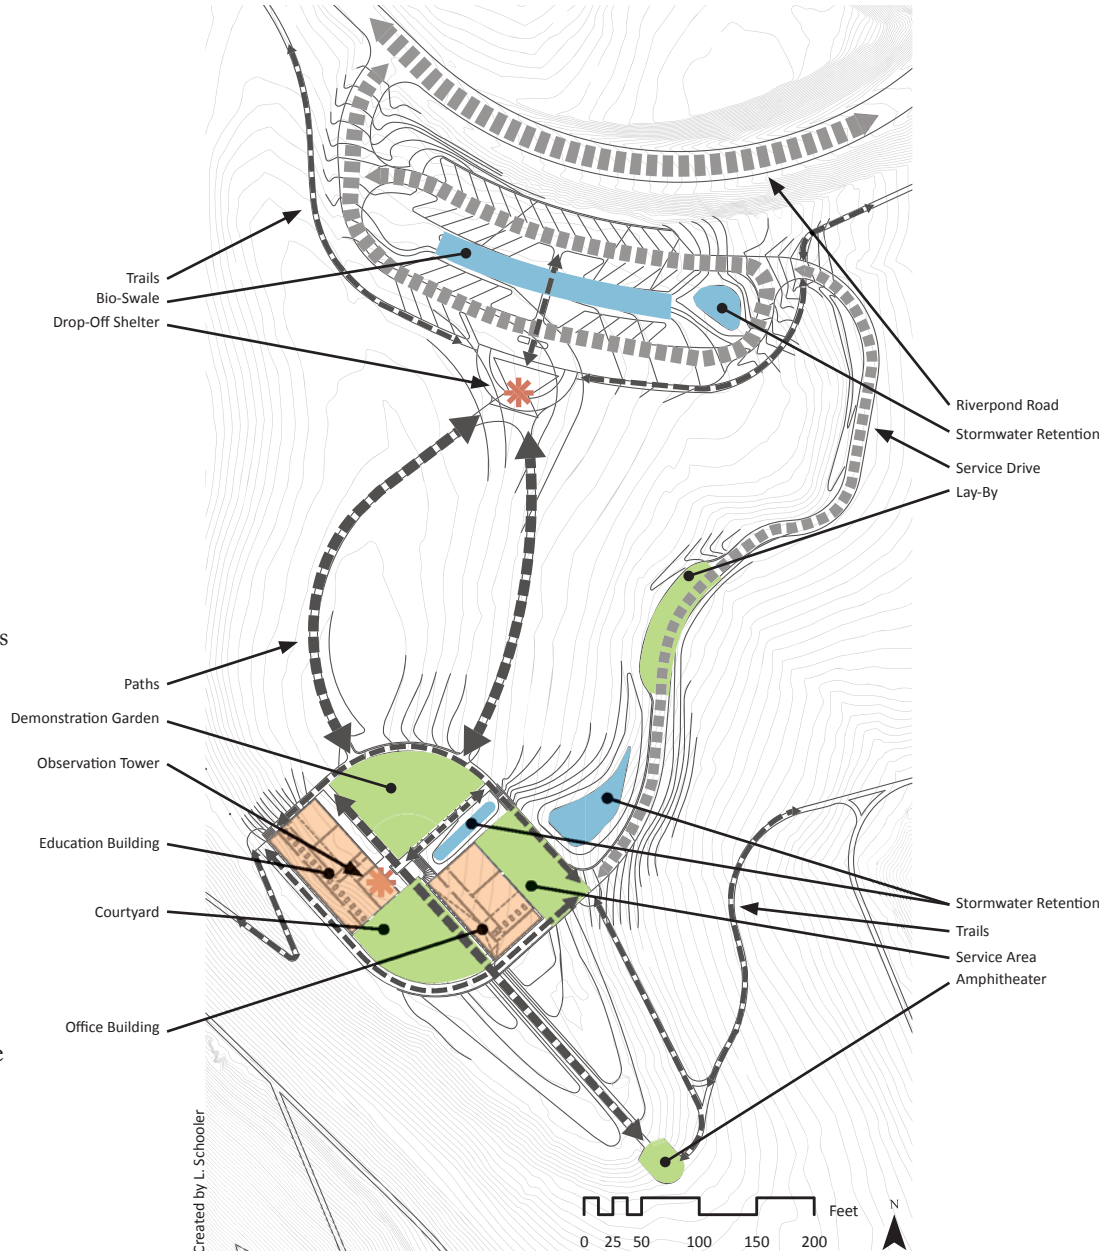 Trails
Bio-Swale
Drop-Off Shelter
Riverpond Road
Stormwater Retention
Service Drive
Lay-By
s
Paths
Demonstration Garden
Observation Tower
Education Building
Courtyard
Stormwater Retention
Trails
Service Area
Amphitheater
Office Building
e
Created by L. Schooler
N
Feet
0 25 50 100 150 200